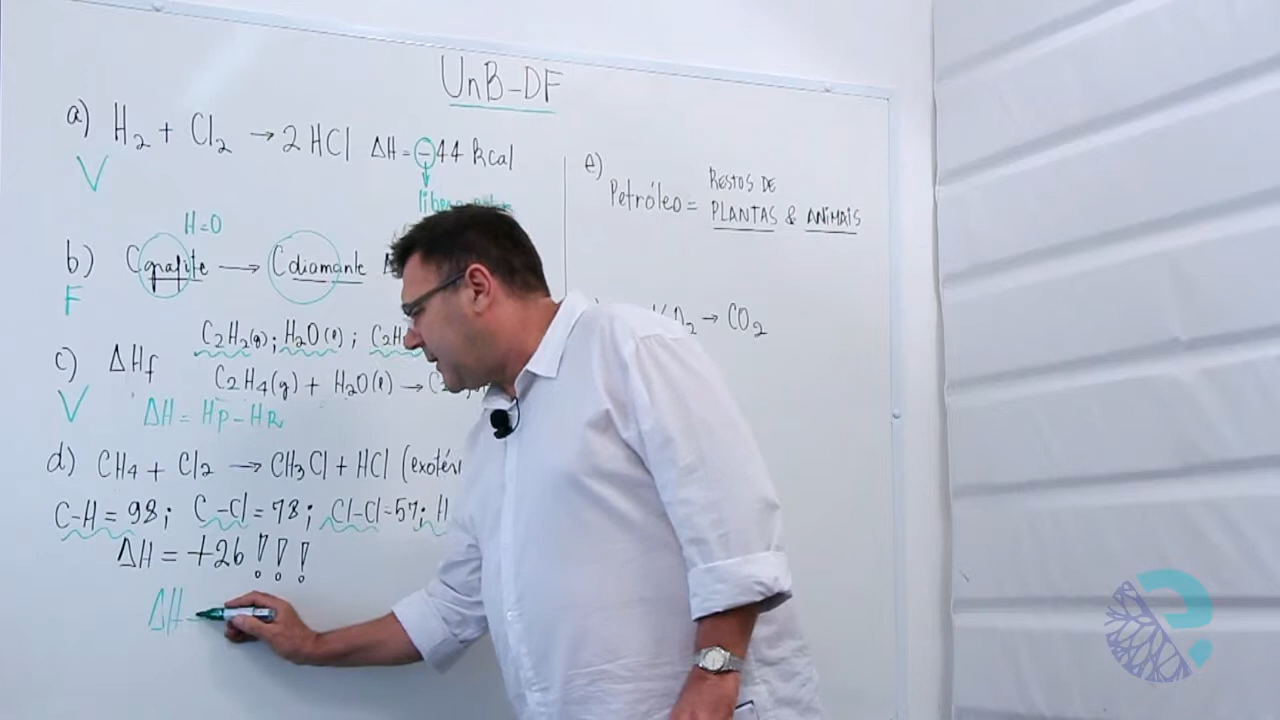 UnB-DF
a) H₂ + Cl₂ → 2 HCl ΔH = -44 Kcal
V
H=0
b) Cgrafite → Cdiamante
F
C₂H₂(g); H₂O(l);
c) ΔHf
C₂H₄(g) + H₂O(l) →
V
ΔH = HP - HR
d) CH₄ + Cl₂ → CH₃Cl + HCl
C-H = 98; C-Cl = 78; Cl-Cl = 57; H
ΔH = +26!!!
ΔH
e)
Petróleo = RESTOS DE
PLANTAS & ANIMAIS
→ CO₂